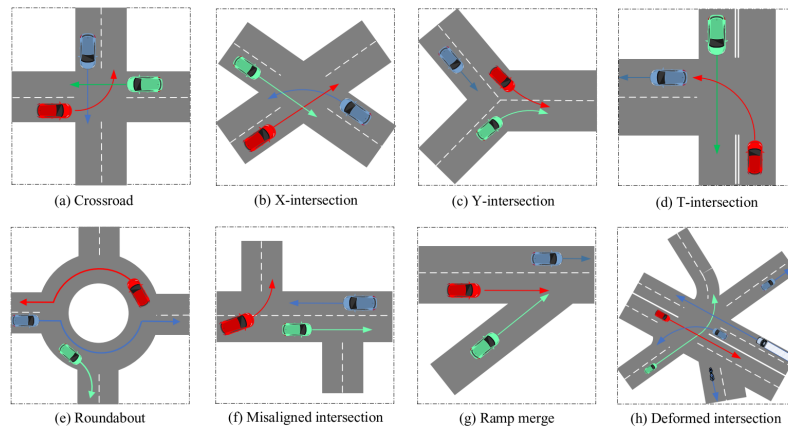 (a) Crossroad
(b) X-intersection
(c) Y-intersection
(d) T-intersection
(e) Roundabout
(f) Misaligned intersection
(g) Ramp merge
(h) Deformed intersection